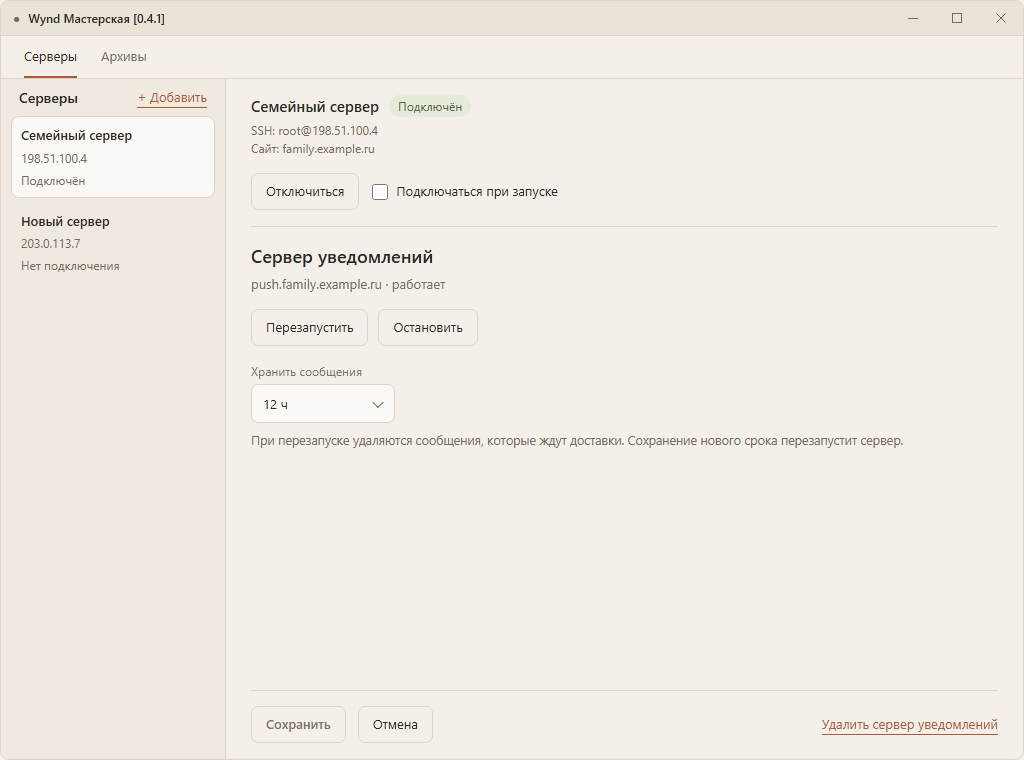 Wynd Мастерская [0.4.1]
Серверы
Архивы
Серверы
+ Добавить
Семейный сервер
198.51.100.4
Подключён
Новый сервер
203.0.113.7
Нет подключения
Семейный сервер
Подключён
SSH: root@198.51.100.4
Сайт: family.example.ru
Отключиться
Подключаться при запуске
Сервер уведомлений
push.family.example.ru · работает
Перезапустить
Остановить
Хранить сообщения
12 ч
При перезапуске удаляются сообщения, которые ждут доставки. Сохранение нового срока перезапустит сервер.
Сохранить
Отмена
Удалить сервер уведомлений